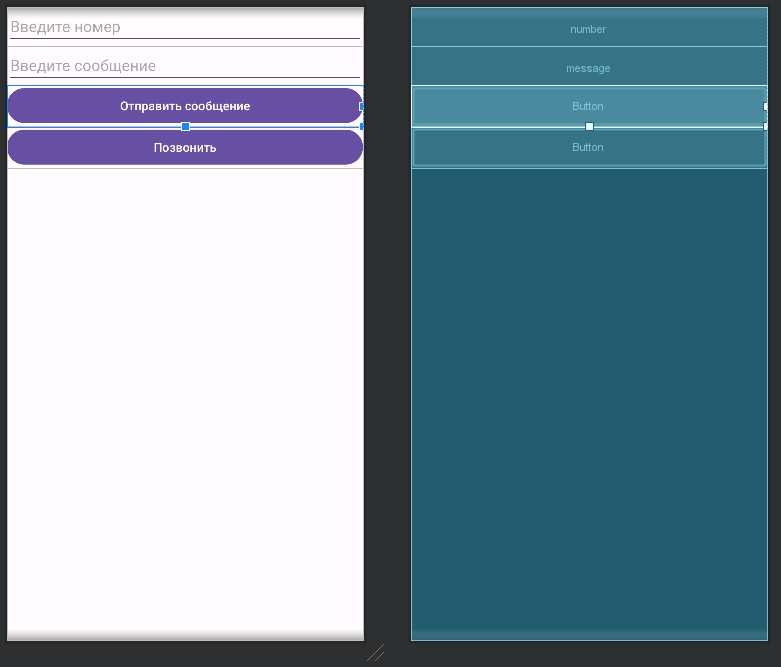 Введите номер
Введите сообщение
Отправить сообщение
Позвонить
number
message
Button
Button